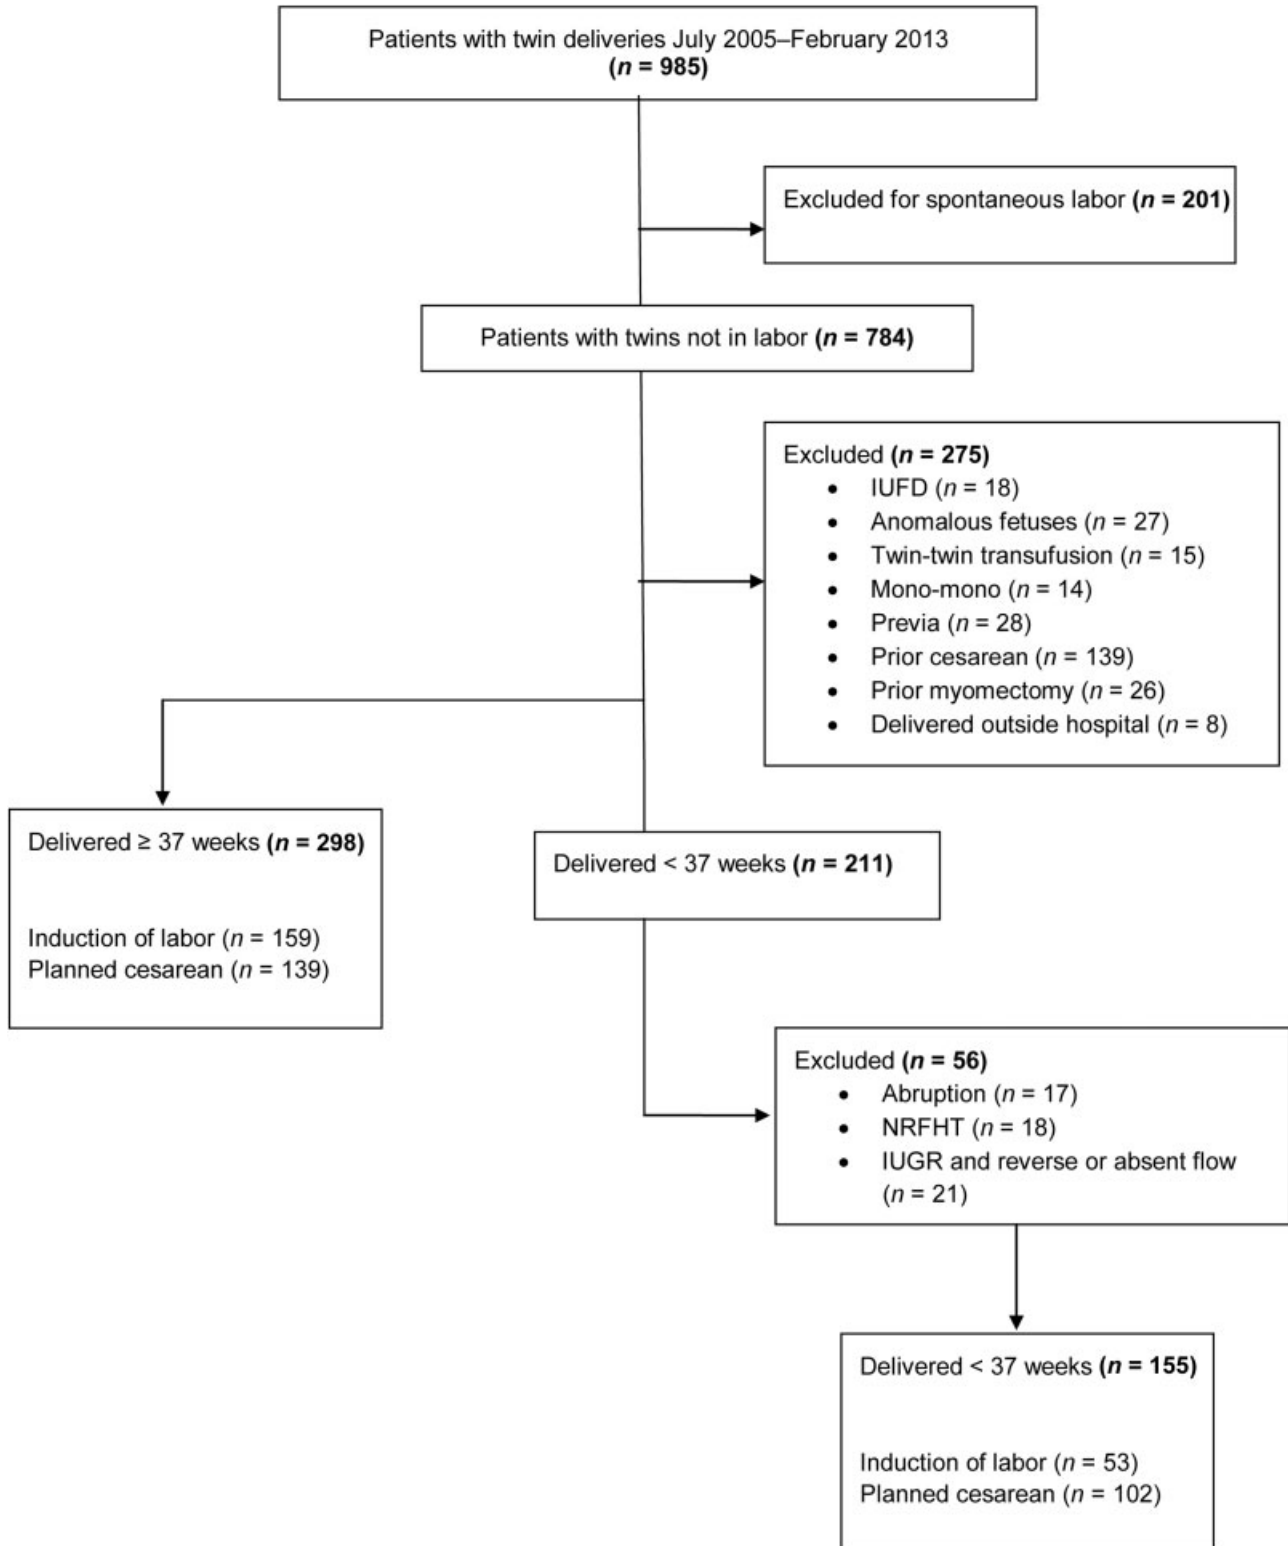 Patients with twin deliveries July 2005–February 2013
(n = 985)
Excluded for spontaneous labor (n = 201)
Patients with twins not in labor (n = 784)
Excluded (n = 275)
• IUFD (n = 18)
• Anomalous fetuses (n = 27)
• Twin-twin transufusion (n = 15)
• Mono-mono (n = 14)
• Previa (n = 28)
• Prior cesarean (n = 139)
• Prior myomectomy (n = 26)
• Delivered outside hospital (n = 8)
Delivered ≥ 37 weeks (n = 298)
Induction of labor (n = 159)
Planned cesarean (n = 139)
Delivered < 37 weeks (n = 211)
Excluded (n = 56)
• Abruption (n = 17)
• NRFHT (n = 18)
• IUGR and reverse or absent flow
(n = 21)
Delivered < 37 weeks (n = 155)
Induction of labor (n = 53)
Planned cesarean (n = 102)